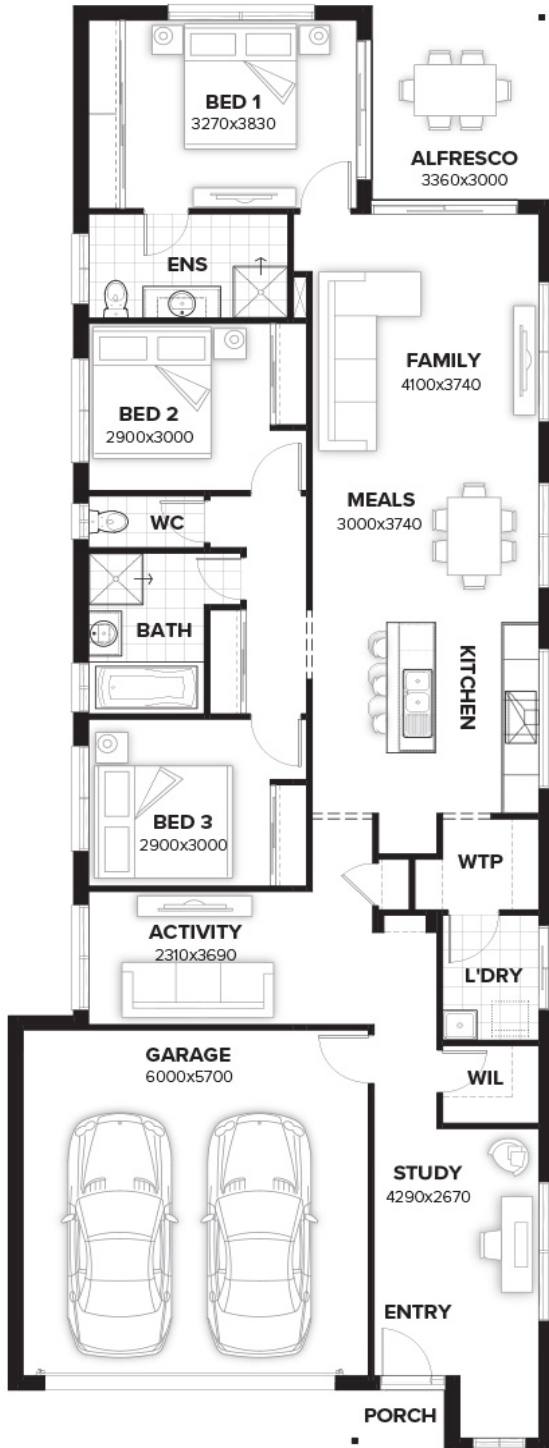 BED 1
3270x3830
ALFRESCO
3360x3000
ENS
FAMILY
4100x3740
BED 2
2900x3000
MEALS
3000x3740
WC
BATH
KITCHEN
BED 3
2900x3000
WTP
ACTIVITY
2310x3690
L'DRY
GARAGE
6000x5700
WIL
STUDY
4290x2670
ENTRY
PORCH